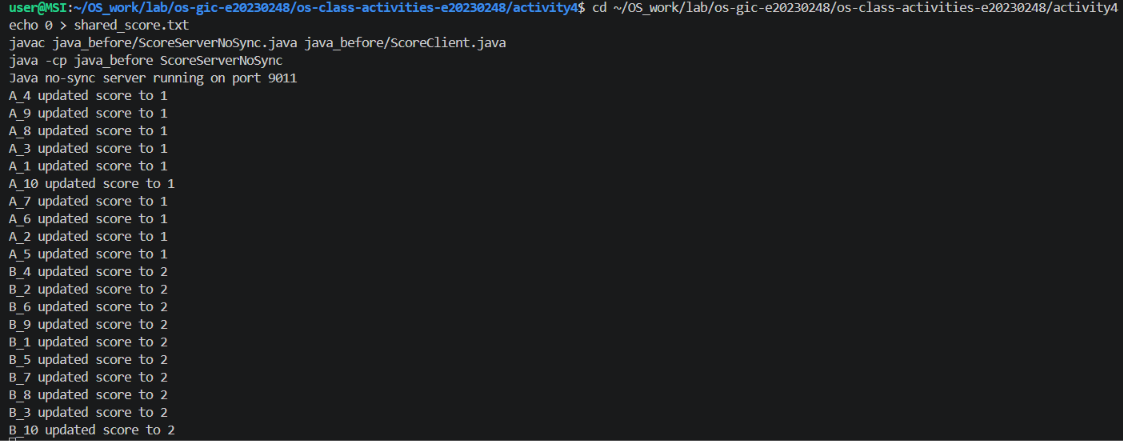 user@MSI:~/OS_work/lab/os-gic-e20230248/os-class-activities-e20230248/activity4$ cd ~/OS_work/lab/os-gic-e20230248/os-class-activities-e20230248/activity4
echo 0 > shared_score.txt
javac java_before/ScoreServerNoSync.java java_before/ScoreClient.java
java -cp java_before ScoreServerNoSync
Java no-sync server running on port 9011
A_4 updated score to 1
A_9 updated score to 1
A_8 updated score to 1
A_3 updated score to 1
A_1 updated score to 1
A_10 updated score to 1
A_7 updated score to 1
A_6 updated score to 1
A_2 updated score to 1
A_5 updated score to 1
B_4 updated score to 2
B_2 updated score to 2
B_6 updated score to 2
B_9 updated score to 2
B_1 updated score to 2
B_5 updated score to 2
B_7 updated score to 2
B_8 updated score to 2
B_3 updated score to 2
B_10 updated score to 2